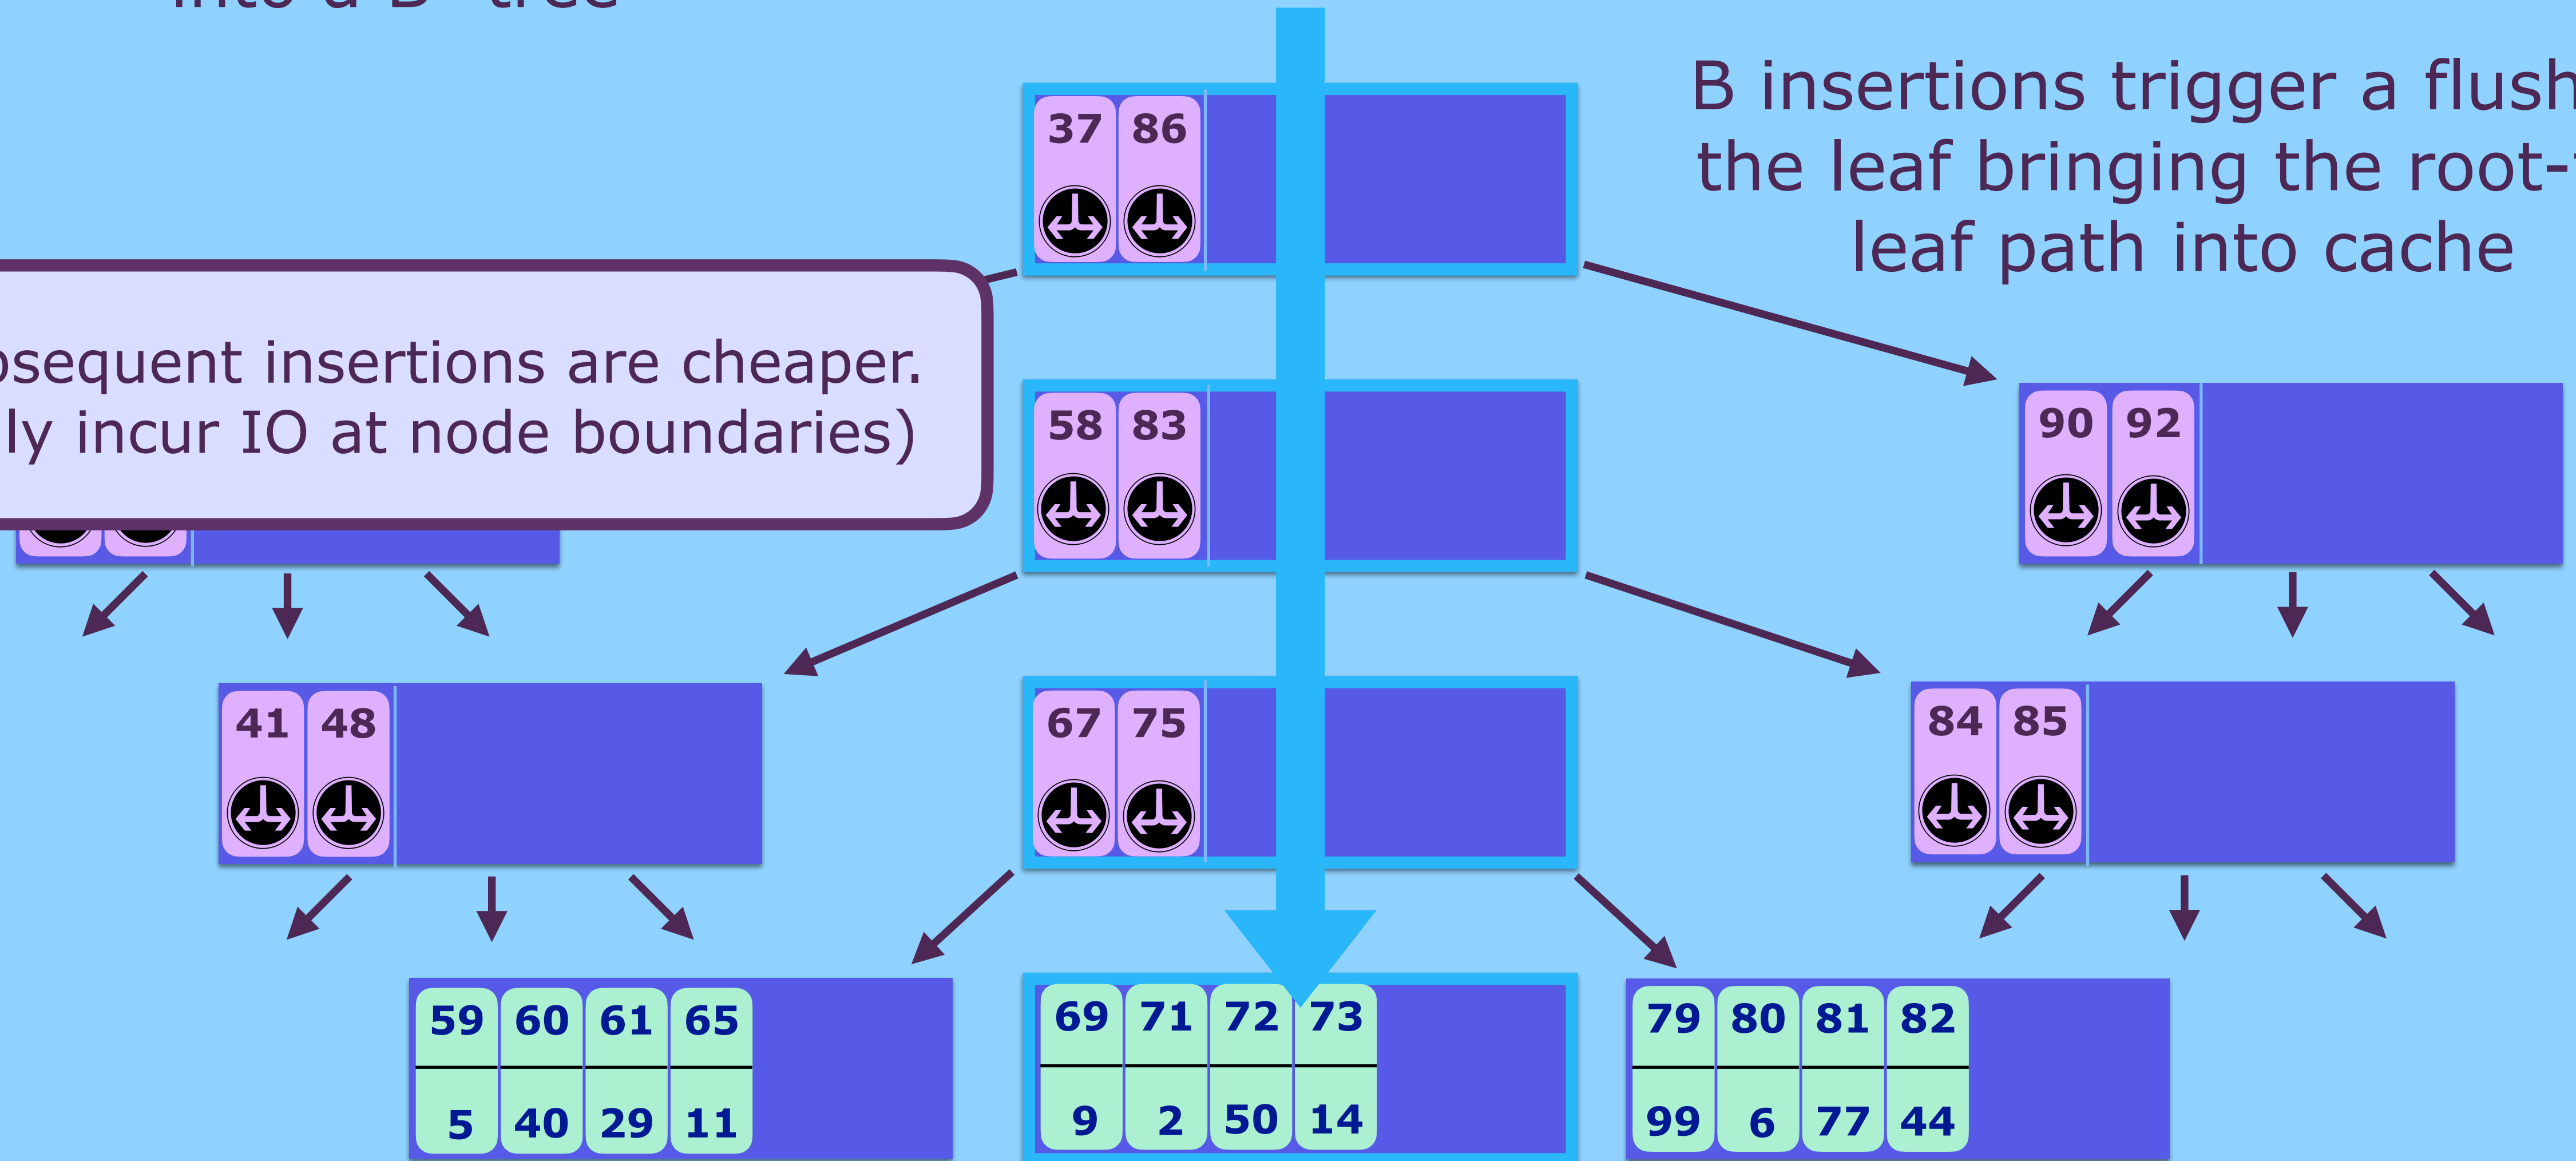 into a B tree
B insertions trigger a flush
the leaf bringing the root-
leaf path into cache
37 86
bsequent insertions are cheaper.
ly incur IO at node boundaries)
58 83
90 92
41 48
67 75
84 85
59 60 61 65
5 40 29 11
69 71 72 73
9 2 50 14
79 80 81 82
99 6 77 44